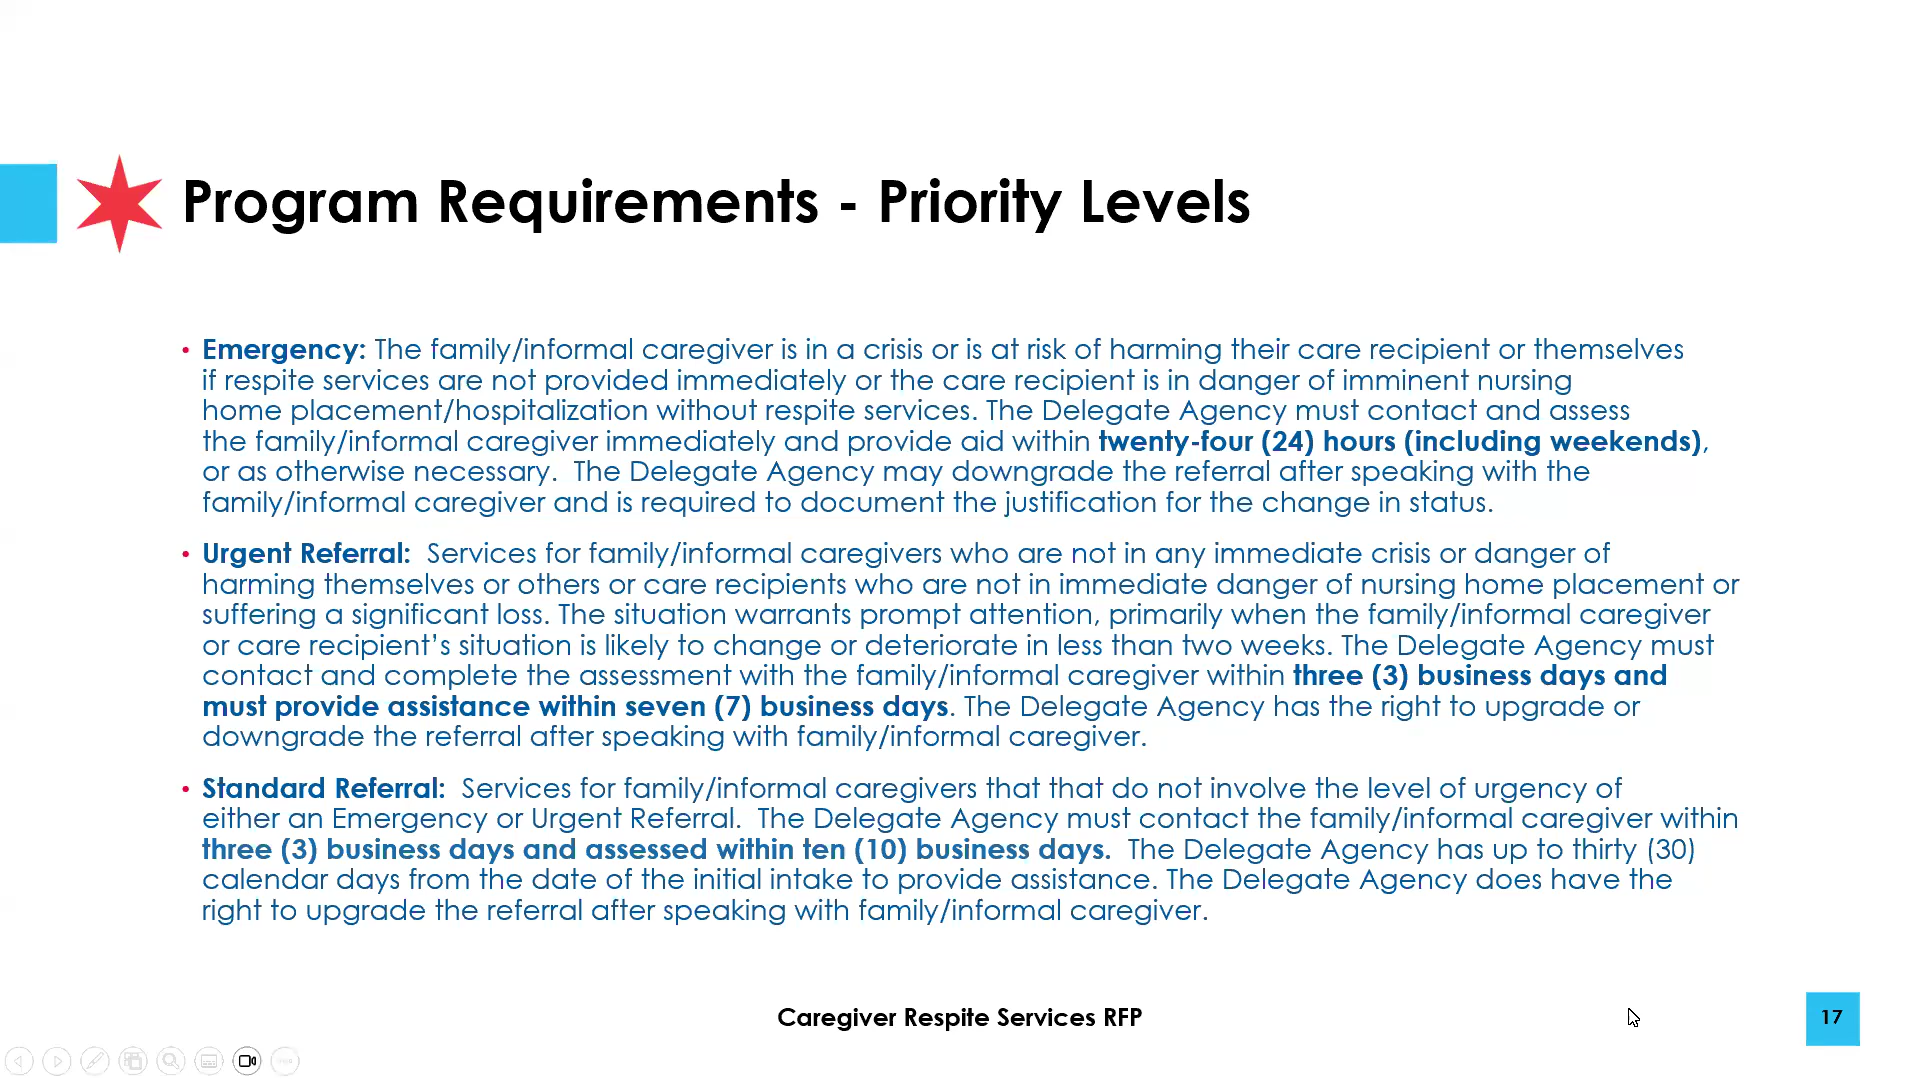 Program Requirements - Priority Levels
• Emergency: The family/informal caregiver is in a crisis or is at risk of harming their care recipient or themselves
if respite services are not provided immediately or the care recipient is in danger of imminent nursing
home placement/hospitalization without respite services. The Delegate Agency must contact and assess
the family/informal caregiver immediately and provide aid within twenty-four (24) hours (including weekends),
or as otherwise necessary.  The Delegate Agency may downgrade the referral after speaking with the
family/informal caregiver and is required to document the justification for the change in status.
• Urgent Referral:  Services for family/informal caregivers who are not in any immediate crisis or danger of
harming themselves or others or care recipients who are not in immediate danger of nursing home placement or
suffering a significant loss. The situation warrants prompt attention, primarily when the family/informal caregiver
or care recipient’s situation is likely to change or deteriorate in less than two weeks. The Delegate Agency must
contact and complete the assessment with the family/informal caregiver within three (3) business days and
must provide assistance within seven (7) business days. The Delegate Agency has the right to upgrade or
downgrade the referral after speaking with family/informal caregiver.
• Standard Referral:  Services for family/informal caregivers that that do not involve the level of urgency of
either an Emergency or Urgent Referral.  The Delegate Agency must contact the family/informal caregiver within
three (3) business days and assessed within ten (10) business days.  The Delegate Agency has up to thirty (30)
calendar days from the date of the initial intake to provide assistance. The Delegate Agency does have the
right to upgrade the referral after speaking with family/informal caregiver.
Caregiver Respite Services RFP
17